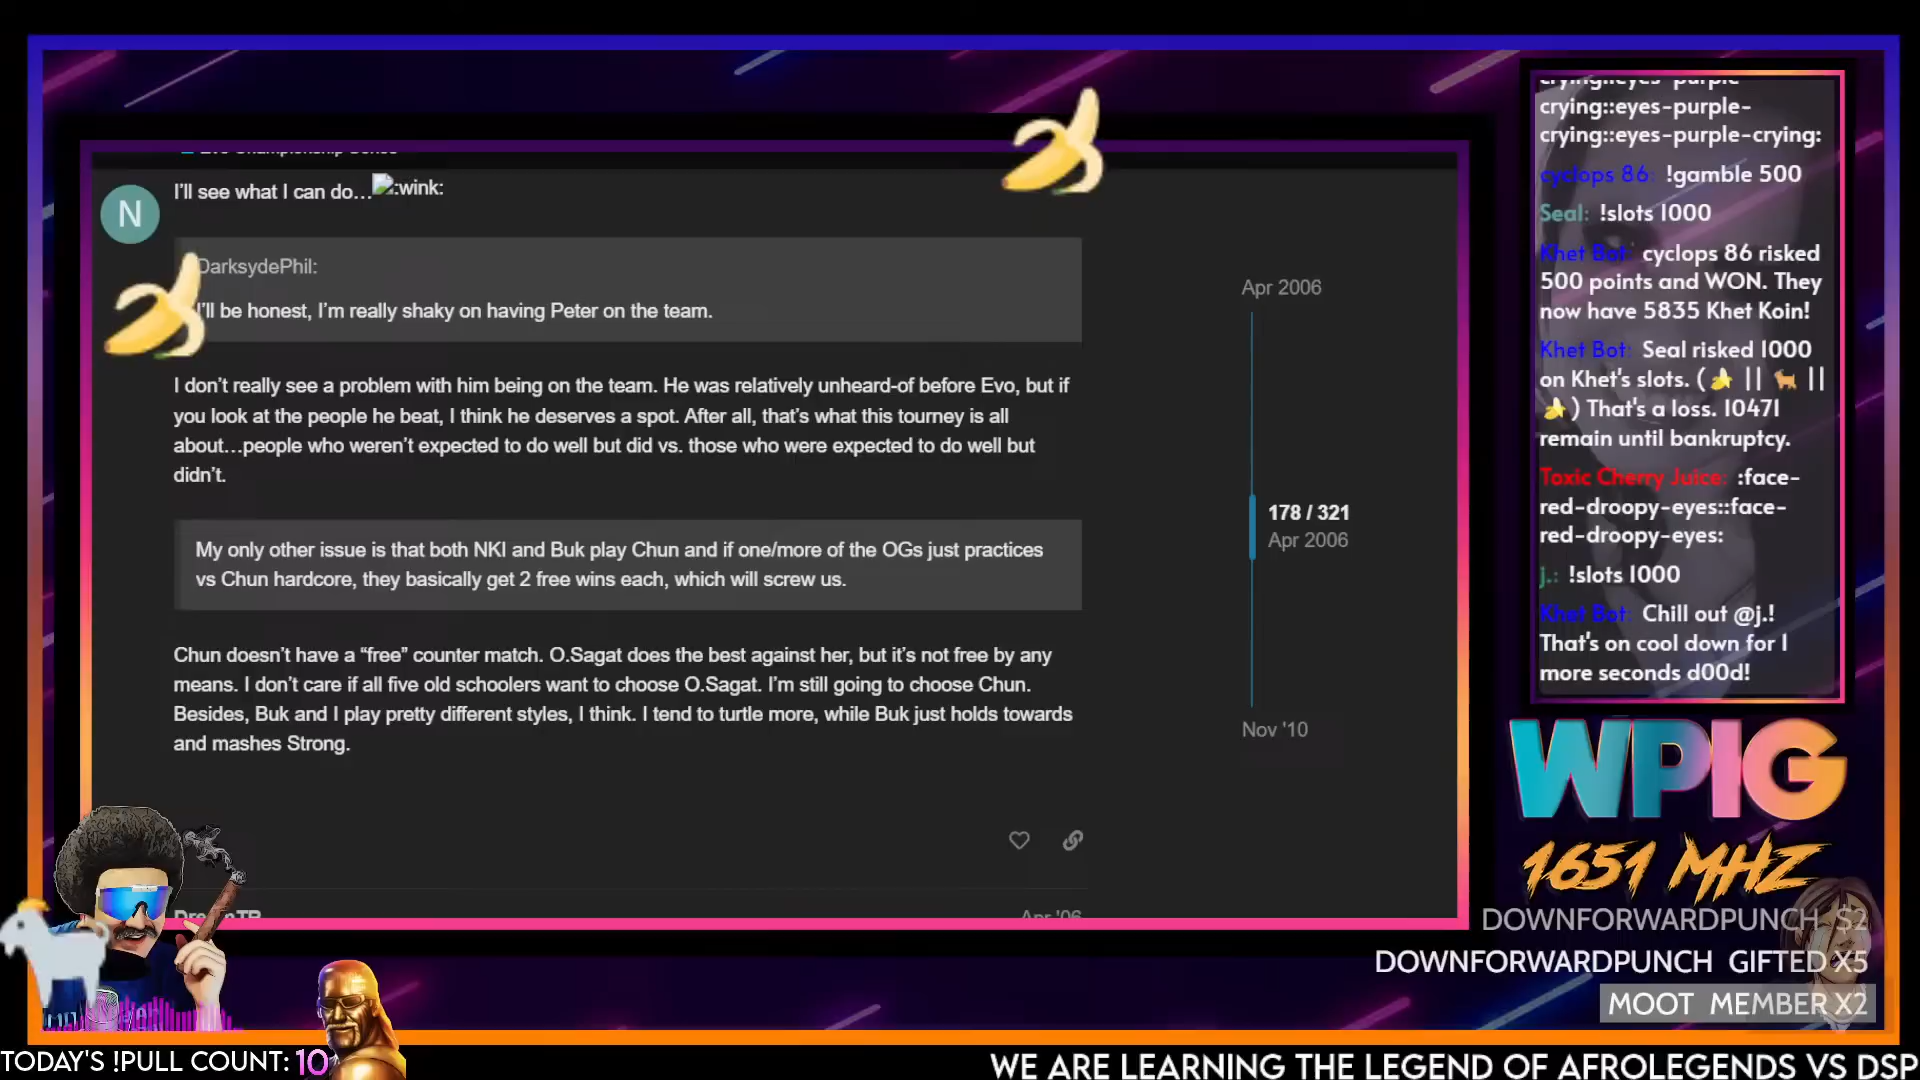 Evo Championship Series
N
I'll see what I can do… :wink:
DarksydePhil:
I'll be honest, I'm really shaky on having Peter on the team.
I don't really see a problem with him being on the team. He was relatively unheard-of before Evo, but if
you look at the people he beat, I think he deserves a spot. After all, that's what this tourney is all
about…people who weren't expected to do well but did vs. those who were expected to do well but
didn't.
My only other issue is that both NKI and Buk play Chun and if one/more of the OGs just practices
vs Chun hardcore, they basically get 2 free wins each, which will screw us.
Chun doesn't have a “free” counter match. O.Sagat does the best against her, but it's not free by any
means. I don't care if all five old schoolers want to choose O.Sagat. I'm still going to choose Chun.
Besides, Buk and I play pretty different styles, I think. I tend to turtle more, while Buk just holds towards
and mashes Strong.
Apr '06
Apr 2006
178 / 321
Apr 2006
Nov '10
crying::eyes-purple-
crying::eyes-purple-
crying::eyes-purple-crying:
cyclops 86: !gamble 500
Seal: !slots 1000
Khet Bot: cyclops 86 risked
500 points and WON. They
now have 5835 Khet Koin!
Khet Bot: Seal risked 1000
on Khet's slots. (🍌 || 🐕 ||
🍌) That's a loss. 10471
remain until bankruptcy.
Toxic Cherry Juice: :face-
red-droopy-eyes::face-
red-droopy-eyes:
j.: !slots 1000
Khet Bot: Chill out @j.!
That's on cool down for 1
more seconds d00d!
WPIG
1651 MHZ
DOWNFORWARDPUNCH $2
DOWNFORWARDPUNCH GIFTED X5
MOOT MEMBER X2
TODAY'S !PULL COUNT: 10
WE ARE LEARNING THE LEGEND OF AFROLEGENDS VS DSP